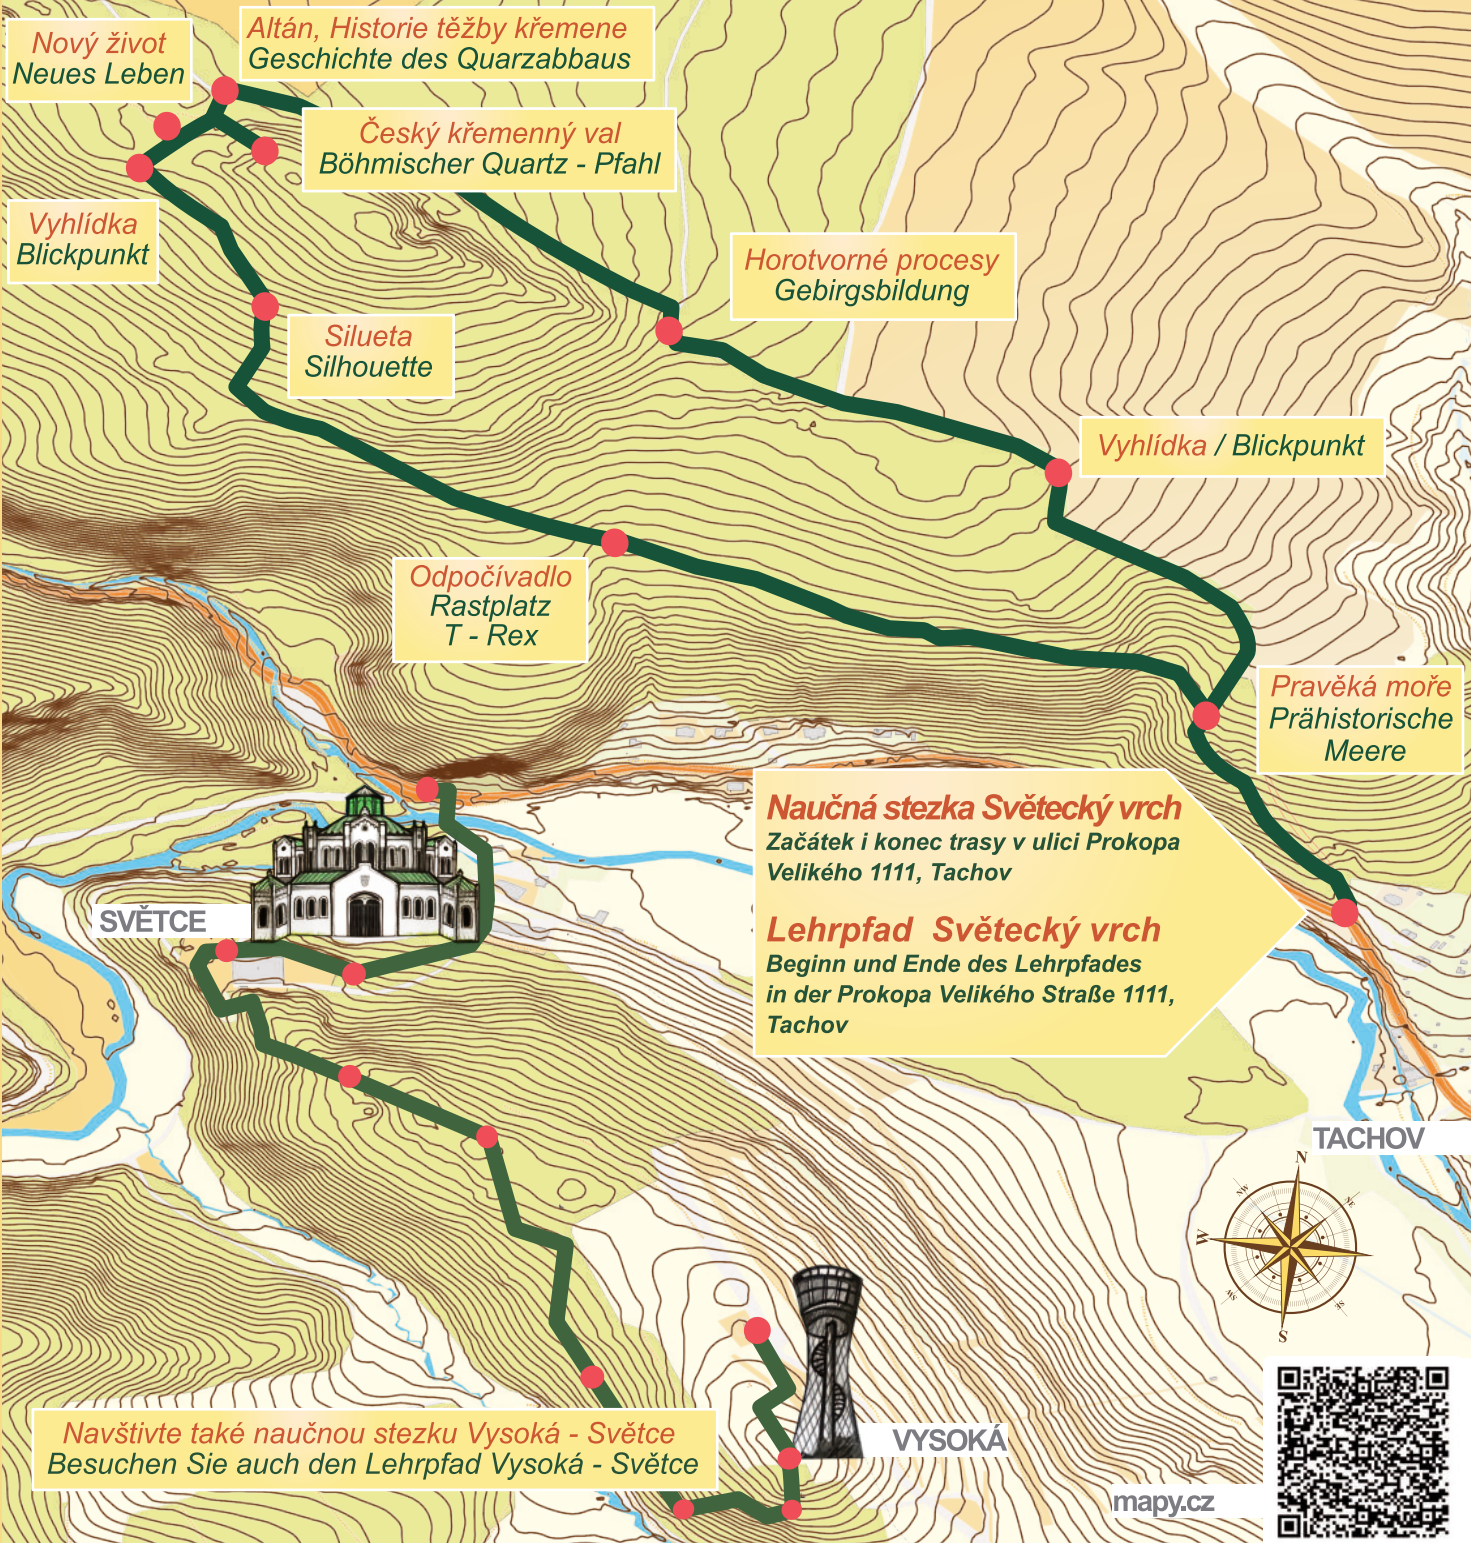 Nový život
Neues Leben
Altán, Historie těžby křemene
Geschichte des Quarzabbaus
Český křemenný val
Böhmischer Quartz - Pfahl
Vyhlídka
Blickpunkt
Horotvorné procesy
Gebirgsbildung
Silueta
Silhouette
Vyhlídka / Blickpunkt
Odpočívadlo
Rastplatz
T - Rex
Pravěká moře
Prähistorische
Meere
Naučná stezka Světecký vrch
Začátek i konec trasy v ulici Prokopa
Velikého 1111, Tachov
Lehrpfad Světecký vrch
Beginn und Ende des Lehrpfades
in der Prokopa Velikého Straße 1111,
Tachov
SVĚTCE
TACHOV
N
NW
NE
W
SW
SE
S
Navštivte také naučnou stezku Vysoká - Světce
Besuchen Sie auch den Lehrpfad Vysoká - Světce
VYSOKÁ
mapy.cz